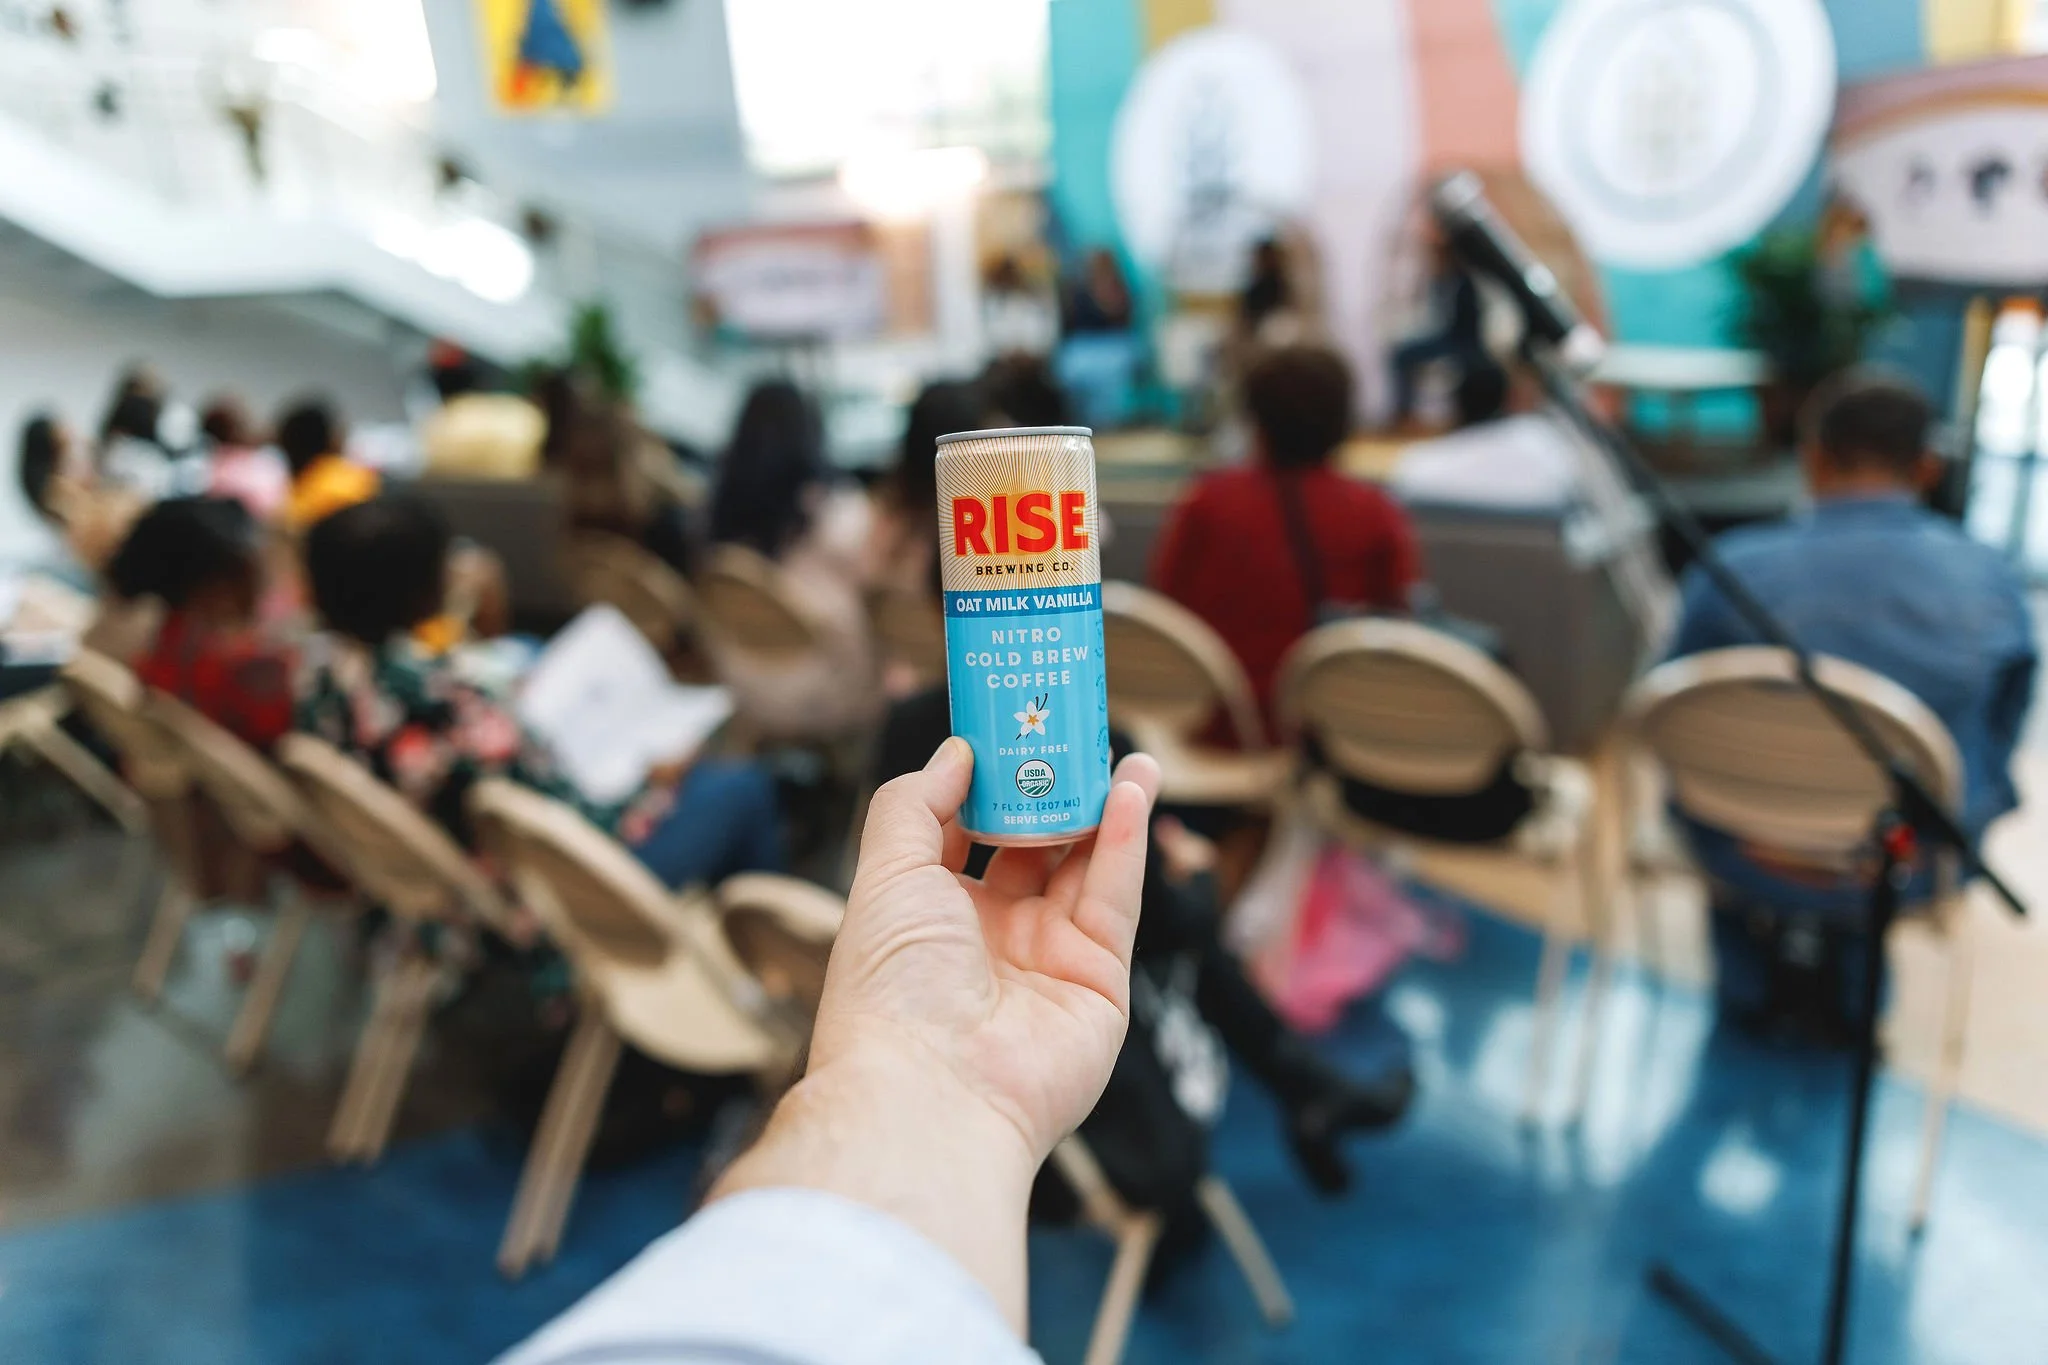 RISE
BREWING CO.
OAT MILK VANILLA
NITRO
COLD BREW
COFFEE
DAIRY FREE
USDA
ORGANIC
7 FL OZ (207 ML)
SERVE COLD